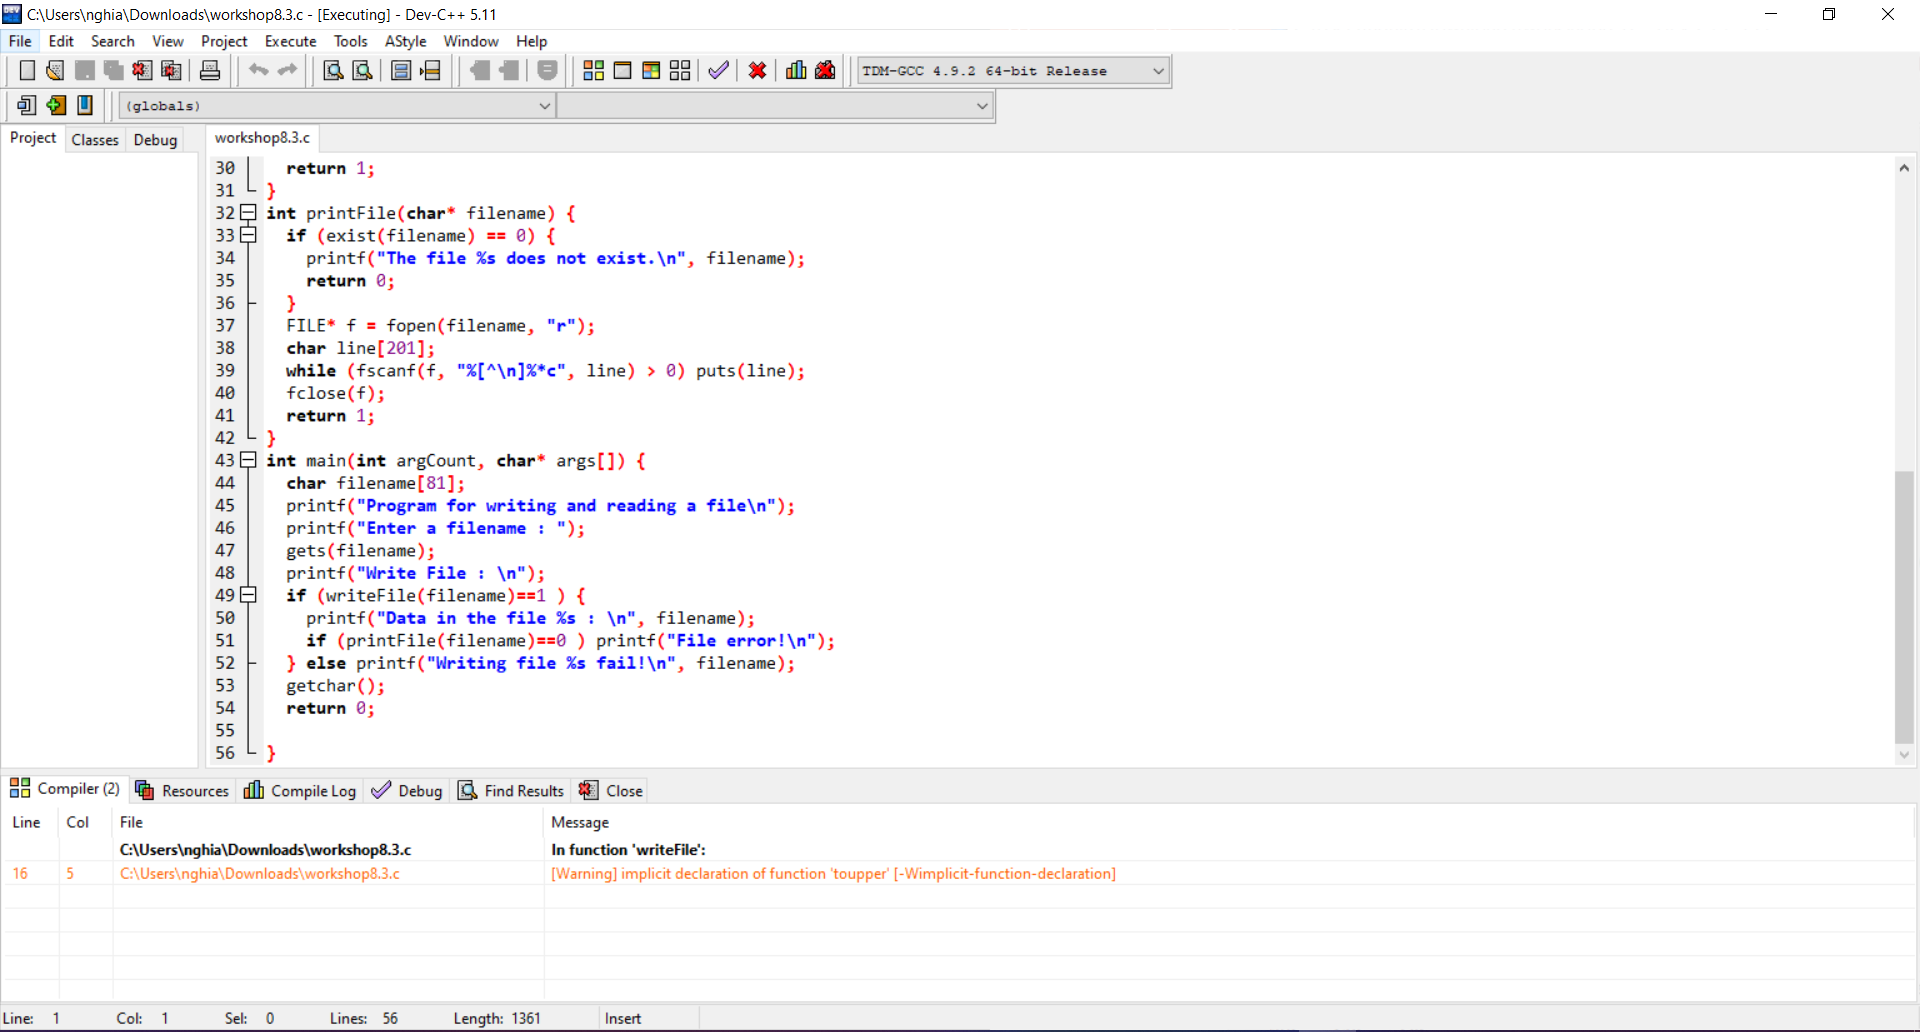 C:\Users\nghia\Downloads\workshop8.3.c - [Executing] - Dev-C++ 5.11
File Edit Search View Project Execute Tools AStyle Window Help
TDM-GCC 4.9.2 64-bit Release
(globals)
Project Classes Debug workshop8.3.c
30 return 1;
31 }
32 int printFile(char* filename) {
33 if (exist(filename) == 0) {
34 printf("The file %s does not exist.\n", filename);
35 return 0;
36 }
37 FILE* f = fopen(filename, "r");
38 char line[201];
39 while (fscanf(f, "%[^\n]%*c", line) > 0) puts(line);
40 fclose(f);
41 return 1;
42 }
43 int main(int argCount, char* args[]) {
44 char filename[81];
45 printf("Program for writing and reading a file\n");
46 printf("Enter a filename : ");
47 gets(filename);
48 printf("Write File : \n");
49 if (writeFile(filename)==1 ) {
50 printf("Data in the file %s : \n", filename);
51 if (printFile(filename)==0 ) printf("File error!\n");
52 } else printf("Writing file %s fail!\n", filename);
53 getchar();
54 return 0;
55
56 }
Compiler (2) Resources Compile Log Debug Find Results Close
Line Col File Message
C:\Users\nghia\Downloads\workshop8.3.c In function 'writeFile':
16 5 C:\Users\nghia\Downloads\workshop8.3.c [Warning] implicit declaration of function 'toupper' [-Wimplicit-function-declaration]
Line: 1 Col: 1 Sel: 0 Lines: 56 Length: 1361 Insert